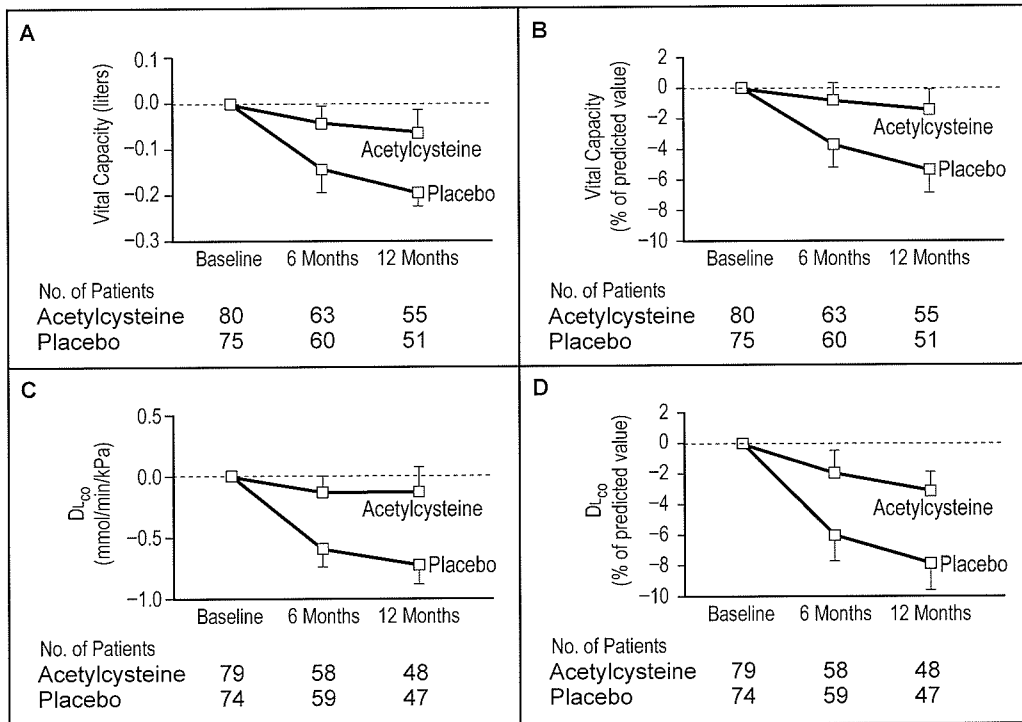 A
Vital Capacity (liters)
0.1
0.0
−0.1
−0.2
−0.3
Acetylcysteine
Placebo
Baseline 6 Months 12 Months
No. of Patients
Acetylcysteine 80 63 55
Placebo 75 60 51
B
Vital Capacity
(% of predicted value)
2
0
−2
−4
−6
−8
−10
Acetylcysteine
Placebo
Baseline 6 Months 12 Months
No. of Patients
Acetylcysteine 80 63 55
Placebo 75 60 51
C
DLCO
(mmol/min/kPa)
0.5
0.0
−0.5
−1.0
Acetylcysteine
Placebo
Baseline 6 Months 12 Months
No. of Patients
Acetylcysteine 79 58 48
Placebo 74 59 47
D
DLCO
(% of predicted value)
2
0
−2
−4
−6
−8
−10
Acetylcysteine
Placebo
Baseline 6 Months 12 Months
No. of Patients
Acetylcysteine 79 58 48
Placebo 74 59 47